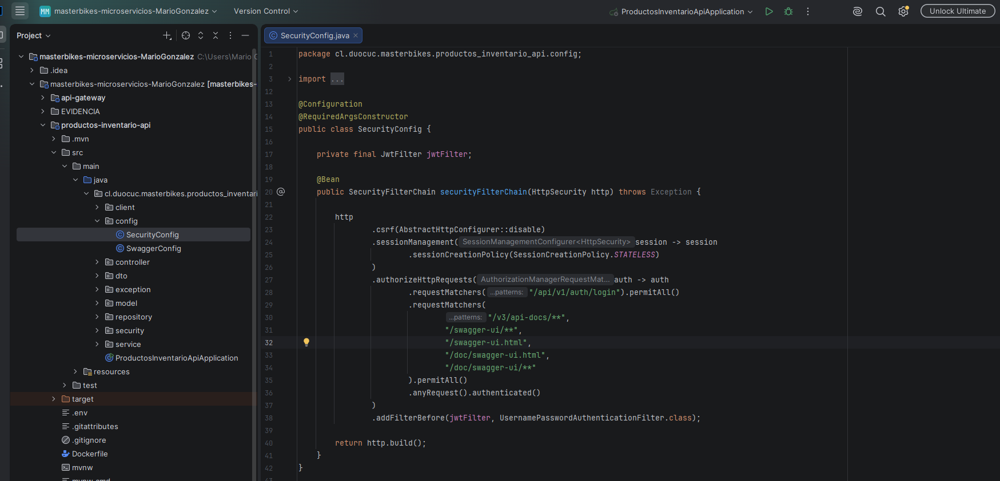 MM masterbikes-microservicios-MarioGonzalez Version Control ProductosInventarioApiApplication Unlock Ultimate
Project
masterbikes-microservicios-MarioGonzalez C:\Users\Mario
.idea
masterbikes-microservicios-MarioGonzalez [masterbikes-
api-gateway
EVIDENCIA
productos-inventario-api
.mvn
src
main
java
cl.duocuc.masterbikes.productos_inventari
client
config
SecurityConfig
SwaggerConfig
controller
dto
exception
model
repository
security
service
ProductosInventarioApiApplication
resources
test
target
.env
.gitattributes
.gitignore
Dockerfile
mvnw
mvnw.cmd
SecurityConfig.java
1 package cl.duocuc.masterbikes.productos_inventario_api.config;
2
3 import ...
12
13 @Configuration
14 @RequiredArgsConstructor
15 public class SecurityConfig {
16
17 private final JwtFilter jwtFilter;
18
19 @Bean
20 public SecurityFilterChain securityFilterChain(HttpSecurity http) throws Exception {
21
22 http
23 .csrf(AbstractHttpConfigurer::disable)
24 .sessionManagement( SessionManagementConfigurer<HttpSecurity> session -> session
25 .sessionCreationPolicy(SessionCreationPolicy.STATELESS)
26 )
27 .authorizeHttpRequests( AuthorizationManagerRequestMat... auth -> auth
28 .requestMatchers( ...patterns: "/api/v1/auth/login").permitAll()
29 .requestMatchers(
30 ...patterns: "/v3/api-docs/**",
31 "/swagger-ui/**",
32 "/swagger-ui.html",
33 "/doc/swagger-ui.html",
34 "/doc/swagger-ui/**"
35 ).permitAll()
36 .anyRequest().authenticated()
37 )
38 .addFilterBefore(jwtFilter, UsernamePasswordAuthenticationFilter.class);
39
40 return http.build();
41 }
42 }
43